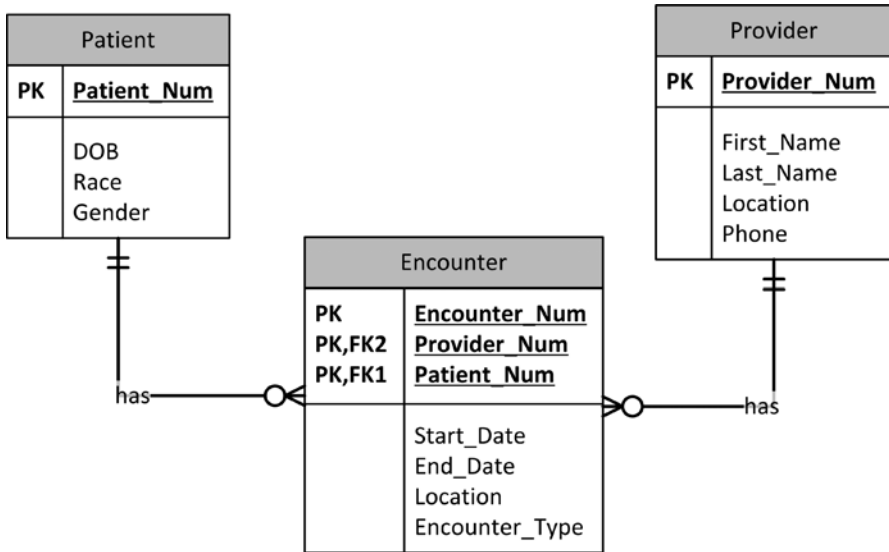 Patient
PK Patient_Num
DOB
Race
Gender
has
Provider
PK Provider_Num
First_Name
Last_Name
Location
Phone
has
Encounter
PK Encounter_Num
PK,FK2 Provider_Num
PK,FK1 Patient_Num
Start_Date
End_Date
Location
Encounter_Type